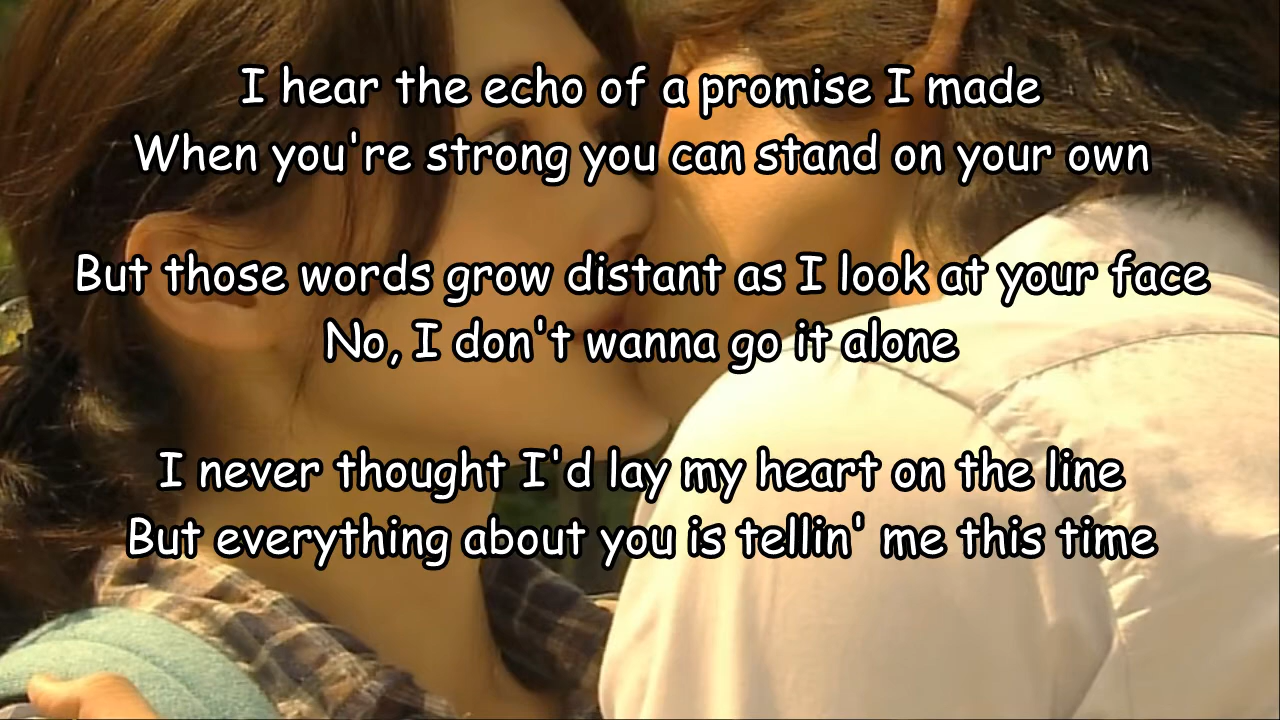 I hear the echo of a promise I made
When you're strong you can stand on your own
But those words grow distant as I look at your face
No, I don't wanna go it alone
I never thought I'd lay my heart on the line
But everything about you is tellin' me this time